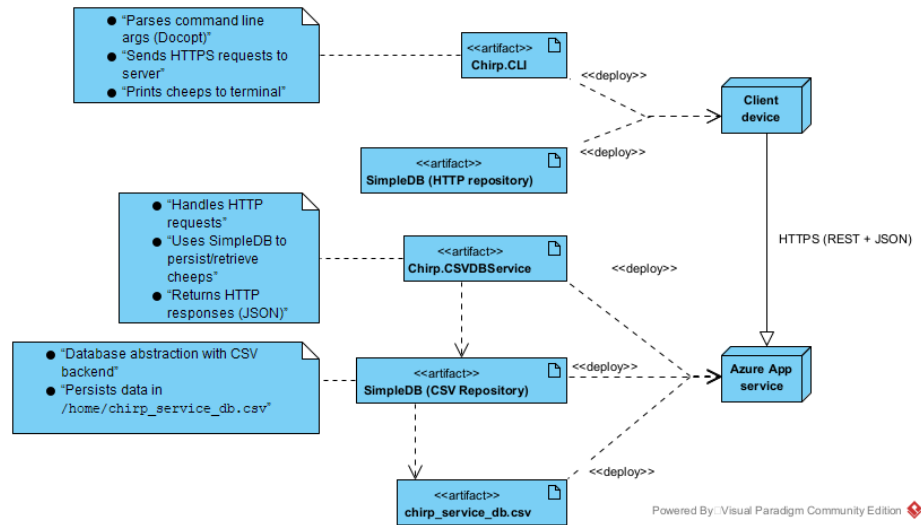 ● “Parses command line
args (Docopt)”
● “Sends HTTPS requests to
server”
● “Prints cheeps to terminal”
<<artifact>>
Chirp.CLI
<<deploy>>
Client
device
<<deploy>>
<<artifact>>
SimpleDB (HTTP repository)
● “Handles HTTP
requests”
● “Uses SimpleDB to
persist/retrieve
cheeps”
● “Returns HTTP
responses (JSON)”
<<artifact>>
Chirp.CSVDBService
HTTPS (REST + JSON)
<<deploy>>
● “Database abstraction with CSV
backend”
● “Persists data in
/home/chirp_service_db.csv”
<<artifact>>
SimpleDB (CSV Repository)
<<deploy>>
Azure App
service
<<deploy>>
<<artifact>>
chirp_service_db.csv
Powered By Visual Paradigm Community Edition